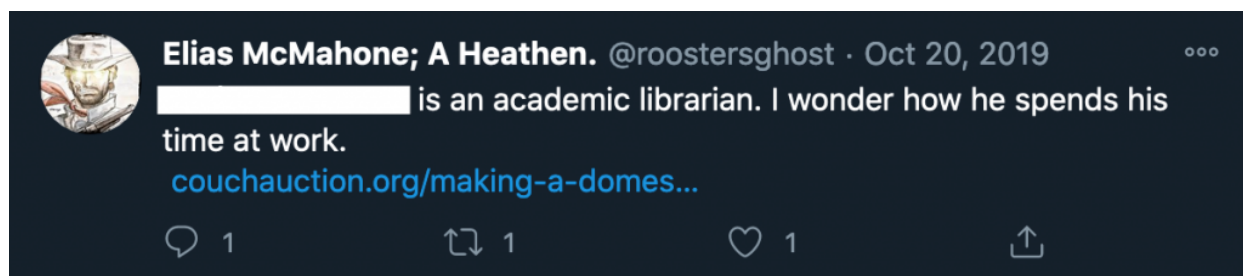 Elias McMahone; A Heathen. @roostersghost · Oct 20, 2019
is an academic librarian. I wonder how he spends his
time at work.
couchauction.org/making-a-domes...
1 1 1